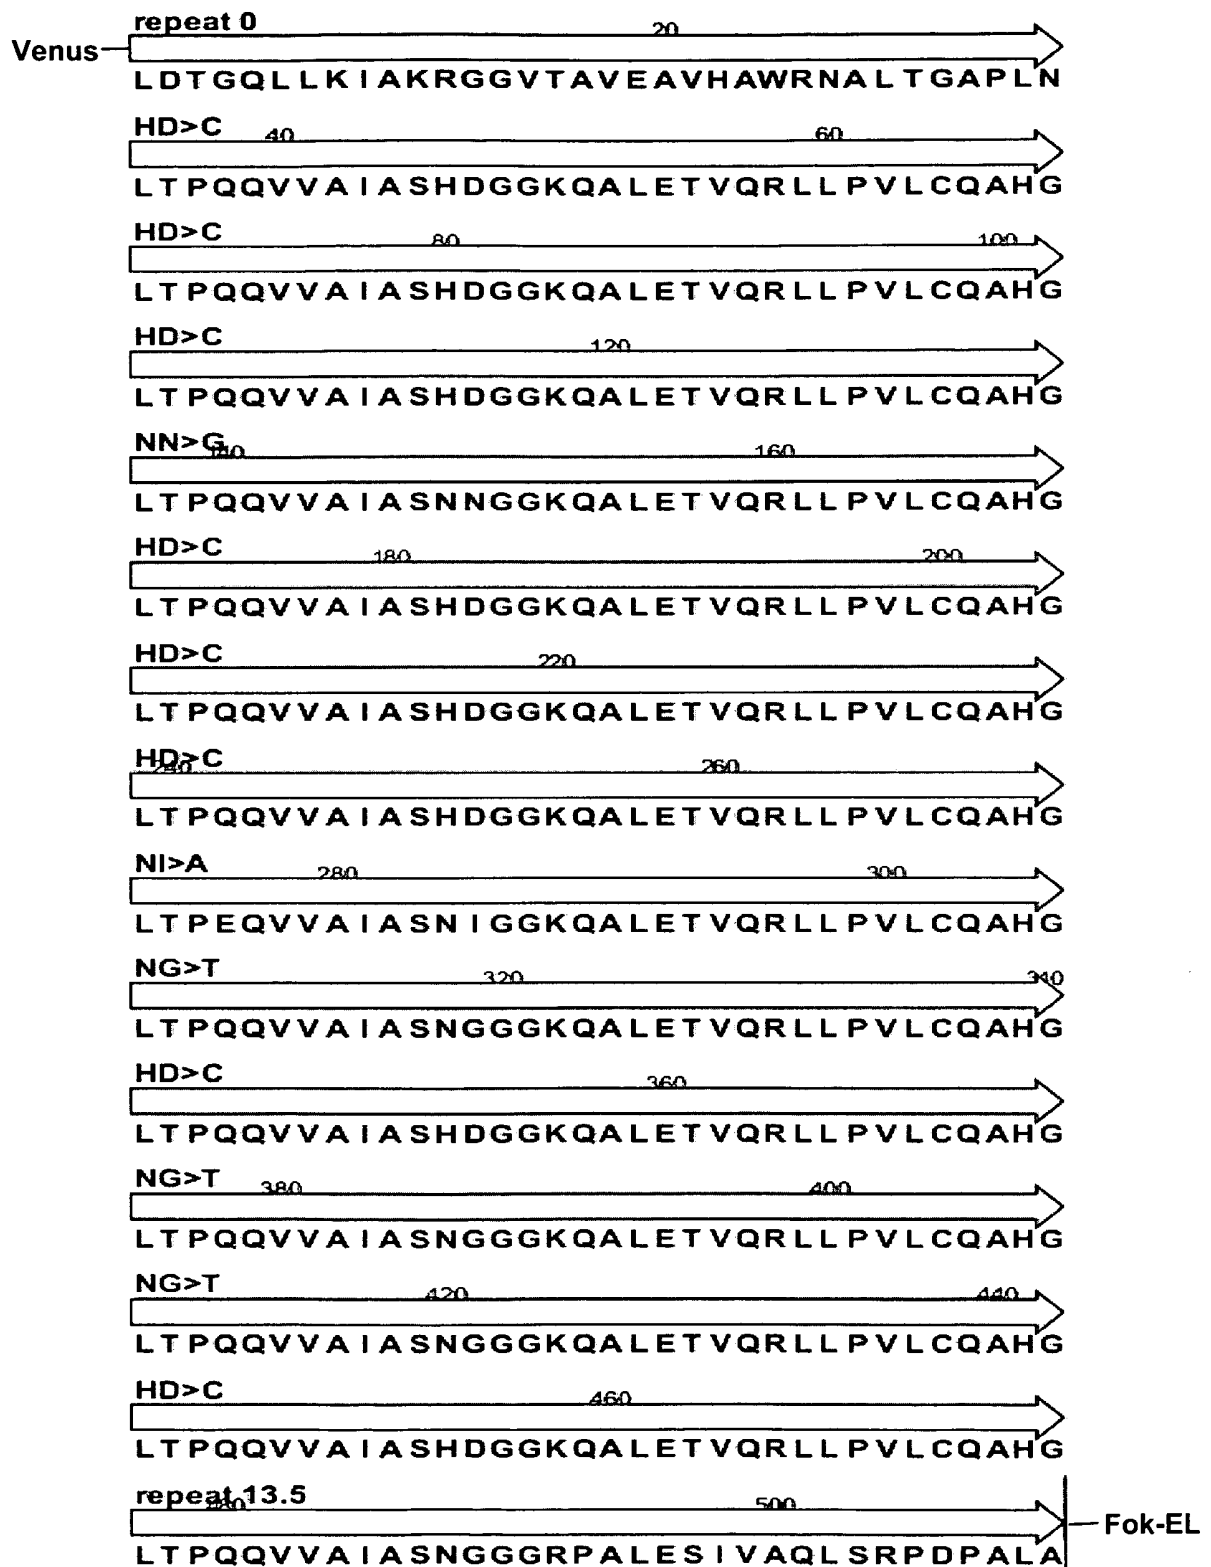 repeat 0
20
Venus
LDTGQLLKIAKRGGVTAVEAVHAWRNALTGAPLN
HD>C
40 60
LTPQQVVAIASHDGGKQALETVQRLLPVLCQAHG
HD>C
80 100
LTPQQVVAIASHDGGKQALETVQRLLPVLCQAHG
HD>C
120
LTPQQVVAIASHDGGKQALETVQRLLPVLCQAHG
NN>G
140 160
LTPQQVVAIASNNGGKQALETVQRLLPVLCQAHG
HD>C
180 200
LTPQQVVAIASHDGGKQALETVQRLLPVLCQAHG
HD>C
220
LTPQQVVAIASHDGGKQALETVQRLLPVLCQAHG
HD>C
240 260
LTPQQVVAIASHDGGKQALETVQRLLPVLCQAHG
NI>A
280 300
LTPEQVVAIASNIGGKQALETVQRLLPVLCQAHG
NG>T
320 340
LTPQQVVAIASNGGGKQALETVQRLLPVLCQAHG
HD>C
360
LTPQQVVAIASHDGGKQALETVQRLLPVLCQAHG
NG>T
380 400
LTPQQVVAIASNGGGKQALETVQRLLPVLCQAHG
NG>T
420 440
LTPQQVVAIASNGGGKQALETVQRLLPVLCQAHG
HD>C
460
LTPQQVVAIASHDGGKQALETVQRLLPVLCQAHG
repeat 13.5
480 500
Fok-EL
LTPQQVVAIASNGGGRPALESIVAQLSRPDPALA